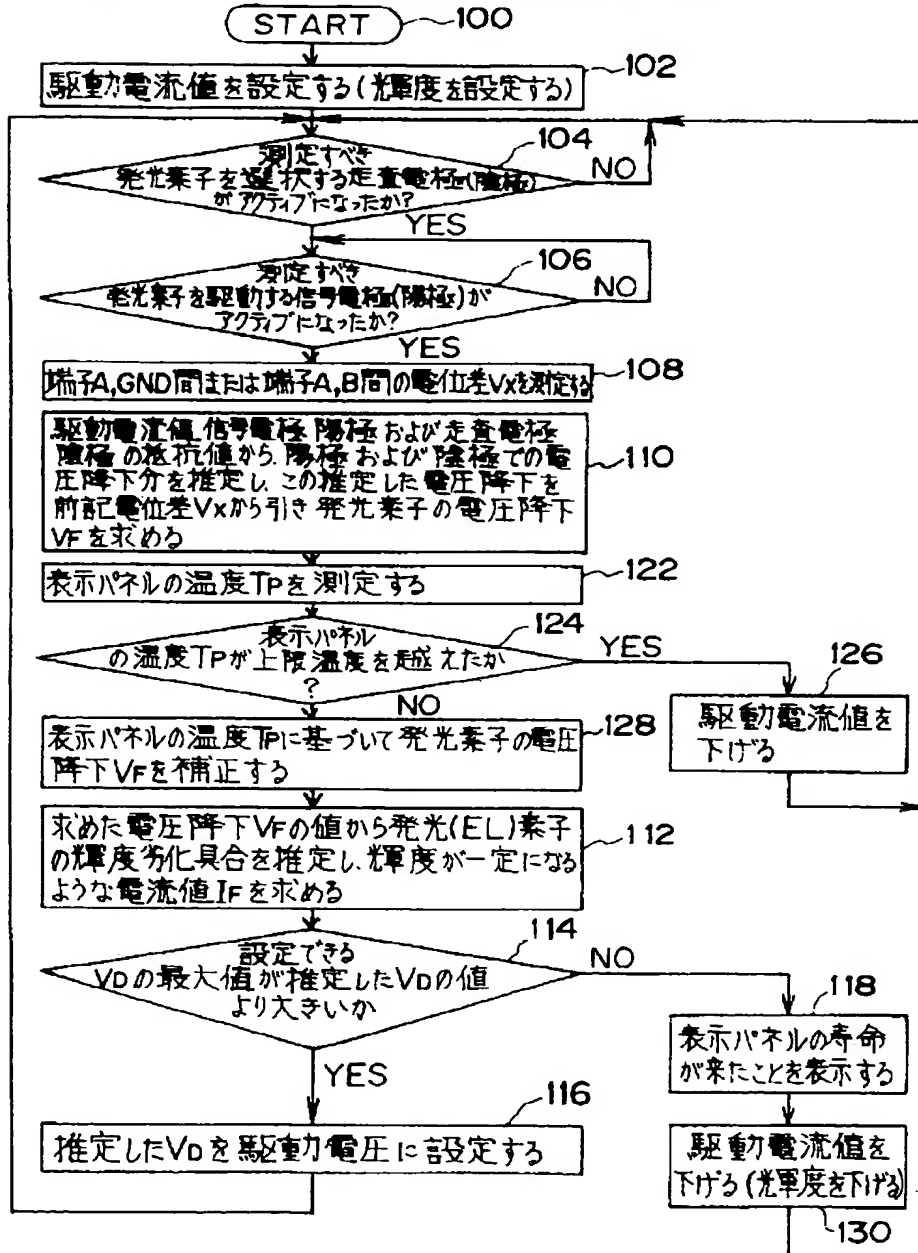 START
100
駆動電流値を設定する(輝度を設定する)
102
測定すべき
発光素子を選択する走査電極(陰極)
がアクティブになったか?
104
NO
YES
測定すべき
発光素子を駆動する信号電極(陽極)が
アクティブになったか?
106
NO
YES
端子A,GND間または端子A,B間の電位差VXを測定する
108
駆動電流値,信号電極 陽極 および走査電極
陰極 の抵抗値から、陽極 および 陰極での電
圧降下分を推定し、この推定した電圧降下を
前記電位差VXから引き 発光素子の電圧降下
VFを求める
110
表示パネルの温度TPを測定する
122
表示パネル
の温度TPが上限温度を越えたか
?
124
YES
NO
126
駆動電流値を
下げる
表示パネルの温度TPに基づいて発光素子の電圧
降下VFを補正する
128
求めた電圧降下VFの値から発光(EL)素子
の輝度劣化具合を推定し、輝度が一定になる
ような電流値IFを求める
112
設定できる
VDの最大値が推定したVDの値
より大きいか
114
NO
YES
118
表示パネルの寿命
が来たことを表示する
推定したVDを駆動電圧に設定する
116
駆動電流値を
下げる(輝度を下げる)
130